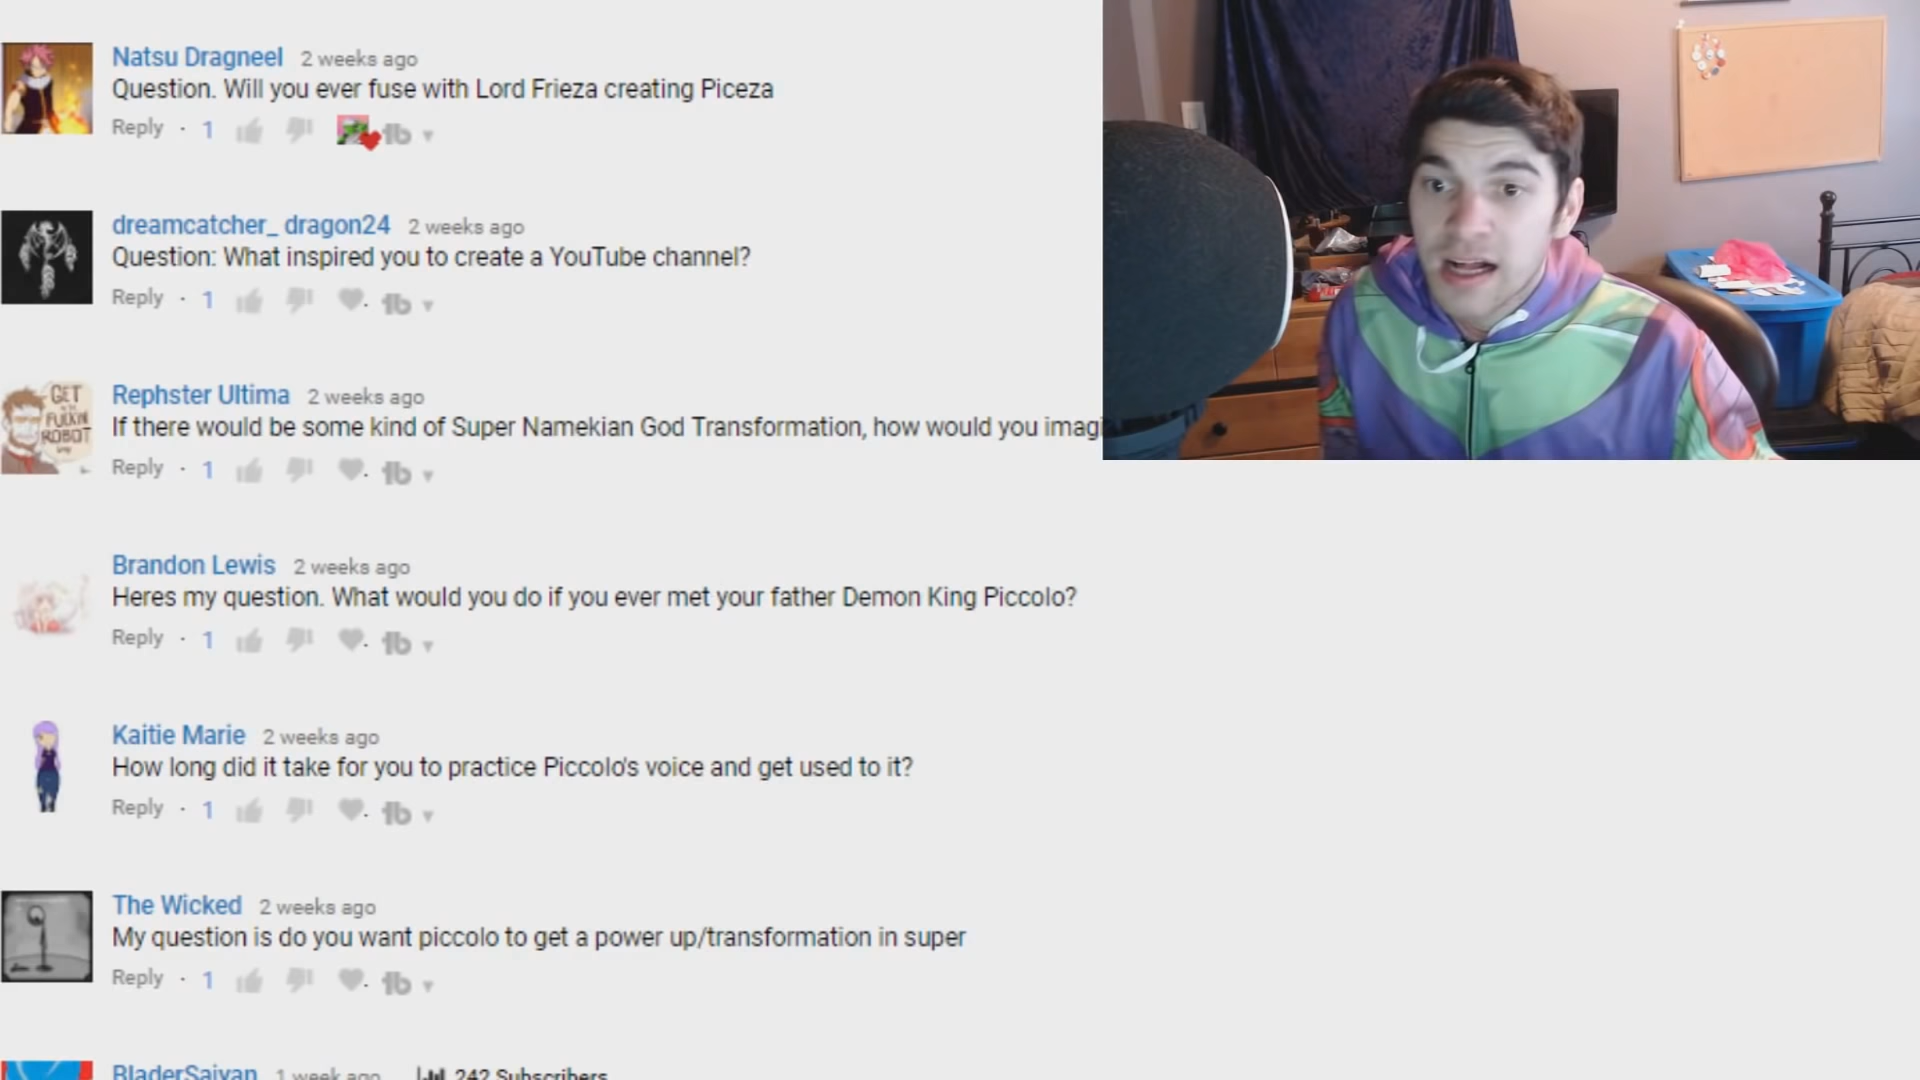 Natsu Dragneel 2 weeks ago
Question. Will you ever fuse with Lord Frieza creating Piceza
Reply · 1
dreamcatcher_ dragon24 2 weeks ago
Question: What inspired you to create a YouTube channel?
Reply · 1
GET
FUCKIN
ROBOT
Rephster Ultima 2 weeks ago
If there would be some kind of Super Namekian God Transformation, how would you imagi
Reply · 1
Brandon Lewis 2 weeks ago
Heres my question. What would you do if you ever met your father Demon King Piccolo?
Reply · 1
Kaitie Marie 2 weeks ago
How long did it take for you to practice Piccolo's voice and get used to it?
Reply · 1
The Wicked 2 weeks ago
My question is do you want piccolo to get a power up/transformation in super
Reply · 1
BladerSaiyan 1 week ago 242 Subscribers